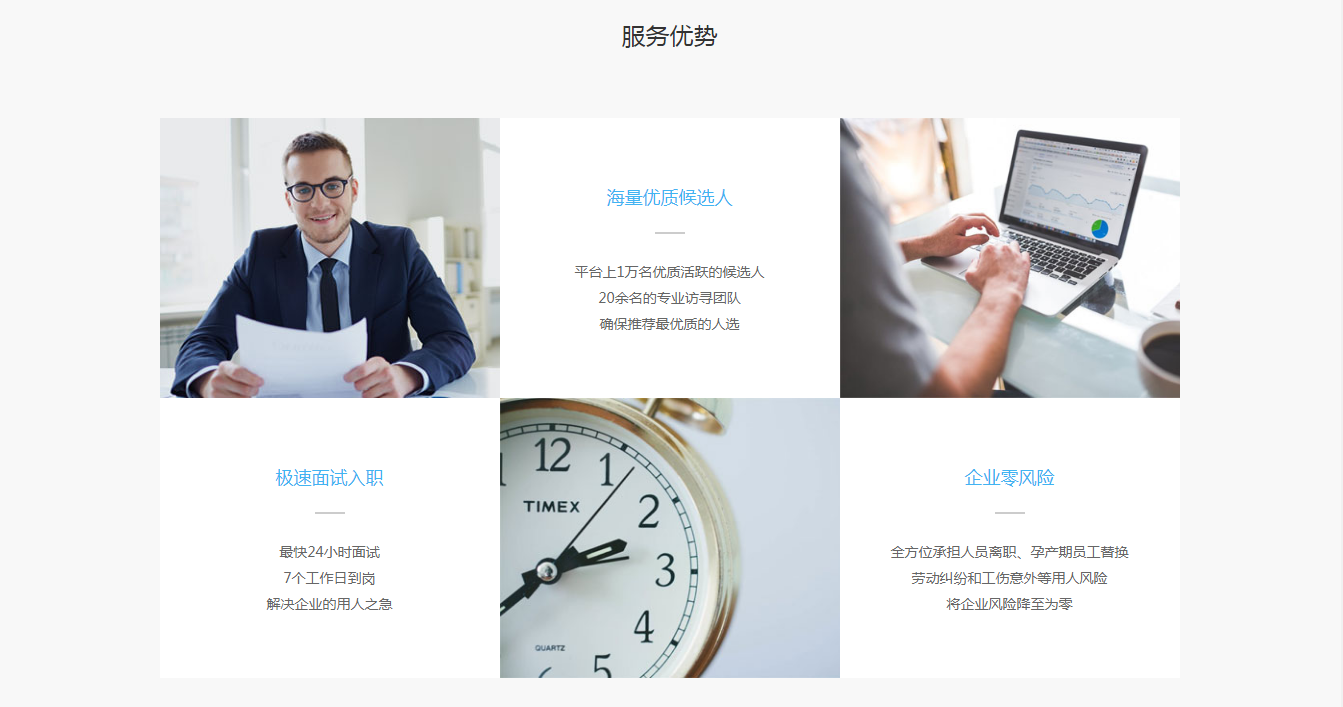 服务优势
海量优质候选人
平台上1万名优质活跃的候选人
20余名的专业访寻团队
确保推荐最优质的人选
极速面试入职
最快24小时面试
7个工作日到岗
解决企业的用人之急
12
1
TIMEX
2
3
4
QUARTZ
5
企业零风险
全方位承担人员离职、孕产期员工替换
劳动纠纷和工伤意外等用人风险
将企业风险降至为零